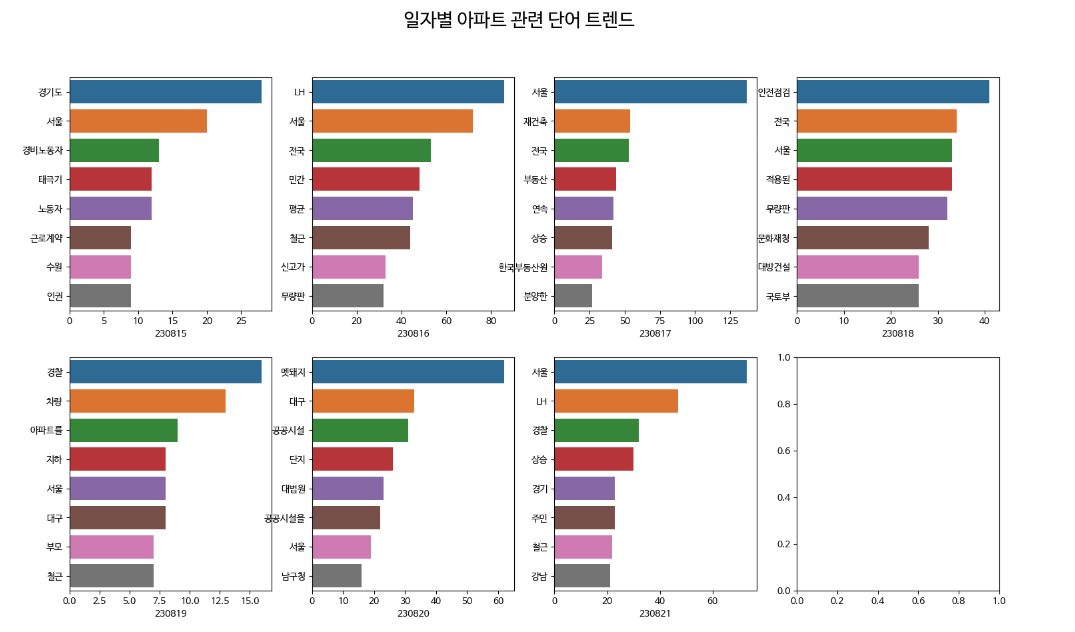 일자별 아파트 관련 단어 트렌드
경기도
서울
경비노동자
태극기
노동자
근로계약
수원
인권
0 5 10 15 20 25
230815
LH
서울
전국
민간
평균
철근
신고가
무량판
0 20 40 60 80
230816
서울
재건축
전국
부동산
연속
상승
한국부동산원
분양한
0 25 50 75 100 125
230817
안전점검
전국
서울
적용된
무량판
문화재청
대방건설
국토부
0 10 20 30 40
230818
경찰
차량
아파트를
지하
서울
대구
부모
철근
0.0 2.5 5.0 7.5 10.0 12.5 15.0
230819
멧돼지
대구
공공시설
단지
대법원
공공시설을
서울
남구청
0 10 20 30 40 50 60
230820
서울
LH
경찰
상승
경기
주민
철근
강남
0 20 40 60
230821
1.0
0.8
0.6
0.4
0.2
0.0
0.0 0.2 0.4 0.6 0.8 1.0